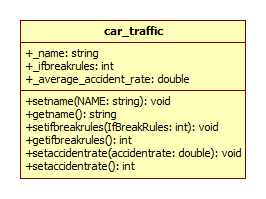 car_traffic
+_name: string
+_ifbreakrules: int
+_average_accident_rate: double
+setname(NAME: string): void
+getname(): string
+setifbreakrules(IfBreakRules: int): void
+getifbreakrules(): int
+setaccidentrate(accidentrate: double): void
+setaccidentrate(): int